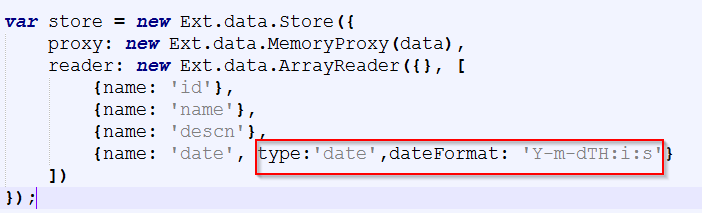 var store = new Ext.data.Store({
    proxy: new Ext.data.MemoryProxy(data),
    reader: new Ext.data.ArrayReader({}, [
        {name: 'id'},
        {name: 'name'},
        {name: 'descn'},
        {name: 'date', type:'date',dateFormat: 'Y-m-dTH:i:s'}
    ])
});